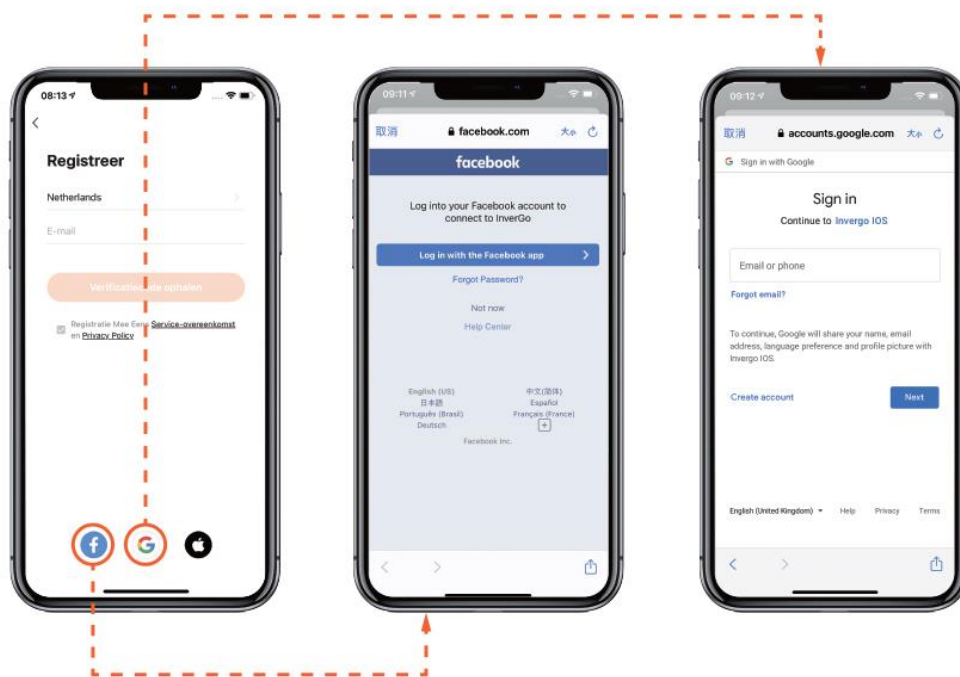 08:13
Registreer
Netherlands
E-mail
Verificatiecode ophalen
Registratie Mee Eens Service-overeenkomst
en Privacy Policy
09:11
取消
facebook.com
大小
facebook
Log into your Facebook account to
connect to InverGo
Log in with the Facebook app
Forgot Password?
Not now
Help Center
English (US)
中文(简体)
日本語
Español
Português (Brasil)
Français (France)
Deutsch
+
Facebook Inc.
09:12
取消
accounts.google.com
大小
Sign in with Google
Sign in
Continue to Invergo IOS
Email or phone
Forgot email?
To continue, Google will share your name, email
address, language preference and profile picture with
Invergo IOS.
Create account
Next
English (United Kingdom)
Help
Privacy
Terms